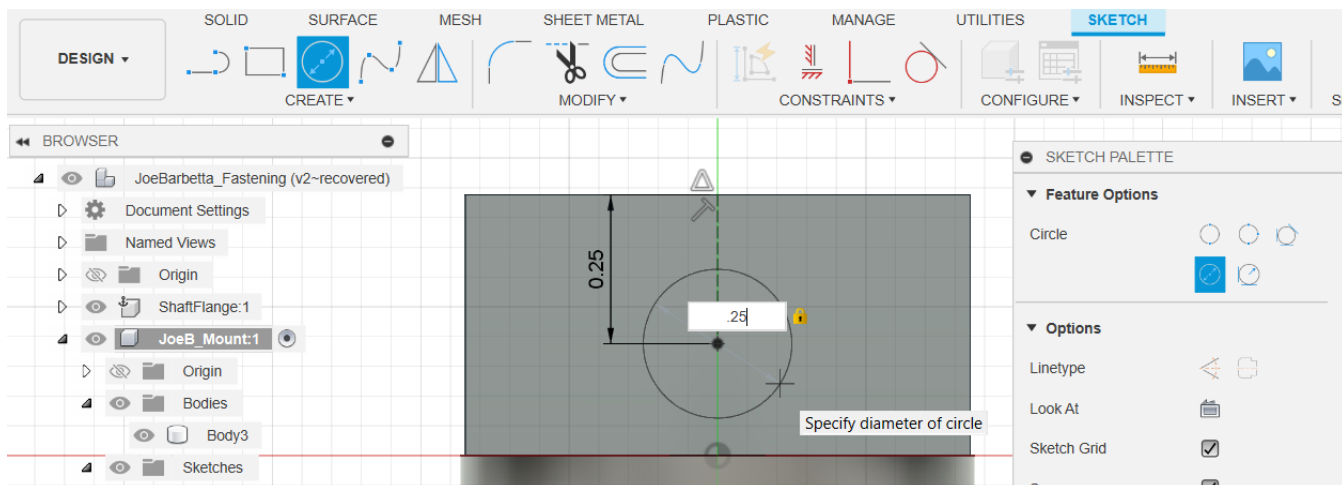 SOLID SURFACE MESH SHEET METAL PLASTIC MANAGE UTILITIES SKETCH
DESIGN
CREATE MODIFY CONSTRAINTS CONFIGURE INSPECT INSERT S
BROWSER
JoeBarbetta_Fastening (v2~recovered)
Document Settings
Named Views
Origin
ShaftFlange:1
JoeB_Mount:1
Origin
Bodies
Body3
Sketches
0.25
.25
Specify diameter of circle
SKETCH PALETTE
Feature Options
Circle
Options
Linetype
Look At
Sketch Grid